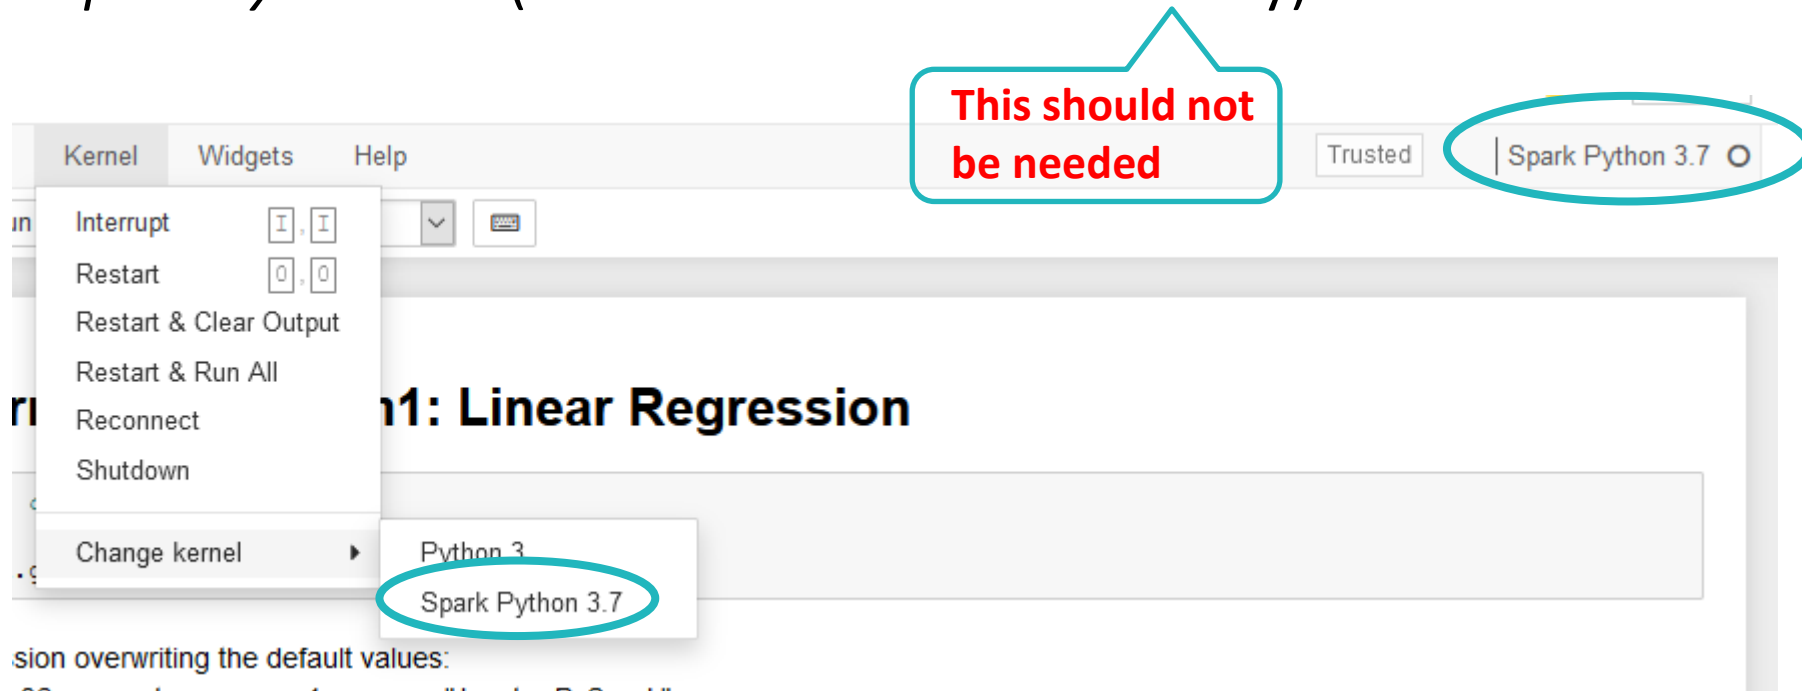 This should not
be needed
Kernel Widgets Help
Trusted
Spark Python 3.7
Interrupt I,I
Restart 0,0
Restart & Clear Output
Restart & Run All
Reconnect
Shutdown
Change kernel
Python 3
Spark Python 3.7
1: Linear Regression
sion overwriting the default values: